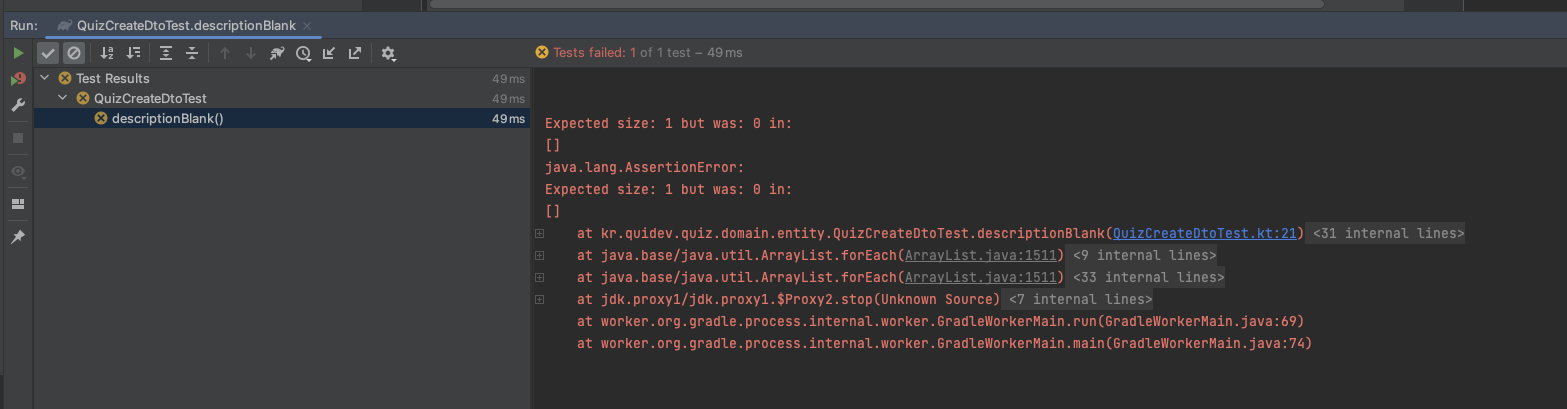 Run: QuizCreateDtoTest.descriptionBlank ×
Tests failed: 1 of 1 test – 49 ms
Test Results 49 ms
QuizCreateDtoTest 49 ms
descriptionBlank() 49 ms
Expected size: 1 but was: 0 in:
[]
java.lang.AssertionError:
Expected size: 1 but was: 0 in:
[]
at kr.quidev.quiz.domain.entity.QuizCreateDtoTest.descriptionBlank(QuizCreateDtoTest.kt:21) <31 internal lines>
at java.base/java.util.ArrayList.forEach(ArrayList.java:1511) <9 internal lines>
at java.base/java.util.ArrayList.forEach(ArrayList.java:1511) <33 internal lines>
at jdk.proxy1/jdk.proxy1.$Proxy2.stop(Unknown Source) <7 internal lines>
at worker.org.gradle.process.internal.worker.GradleWorkerMain.run(GradleWorkerMain.java:69)
at worker.org.gradle.process.internal.worker.GradleWorkerMain.main(GradleWorkerMain.java:74)